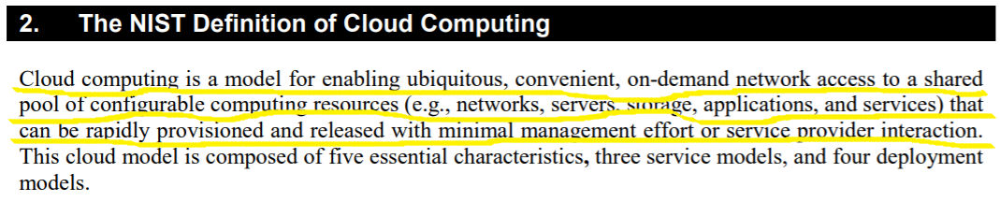 2. The NIST Definition of Cloud Computing
Cloud computing is a model for enabling ubiquitous, convenient, on-demand network access to a shared
pool of configurable computing resources (e.g., networks, servers, storage, applications, and services) that
can be rapidly provisioned and released with minimal management effort or service provider interaction.
This cloud model is composed of five essential characteristics, three service models, and four deployment
models.